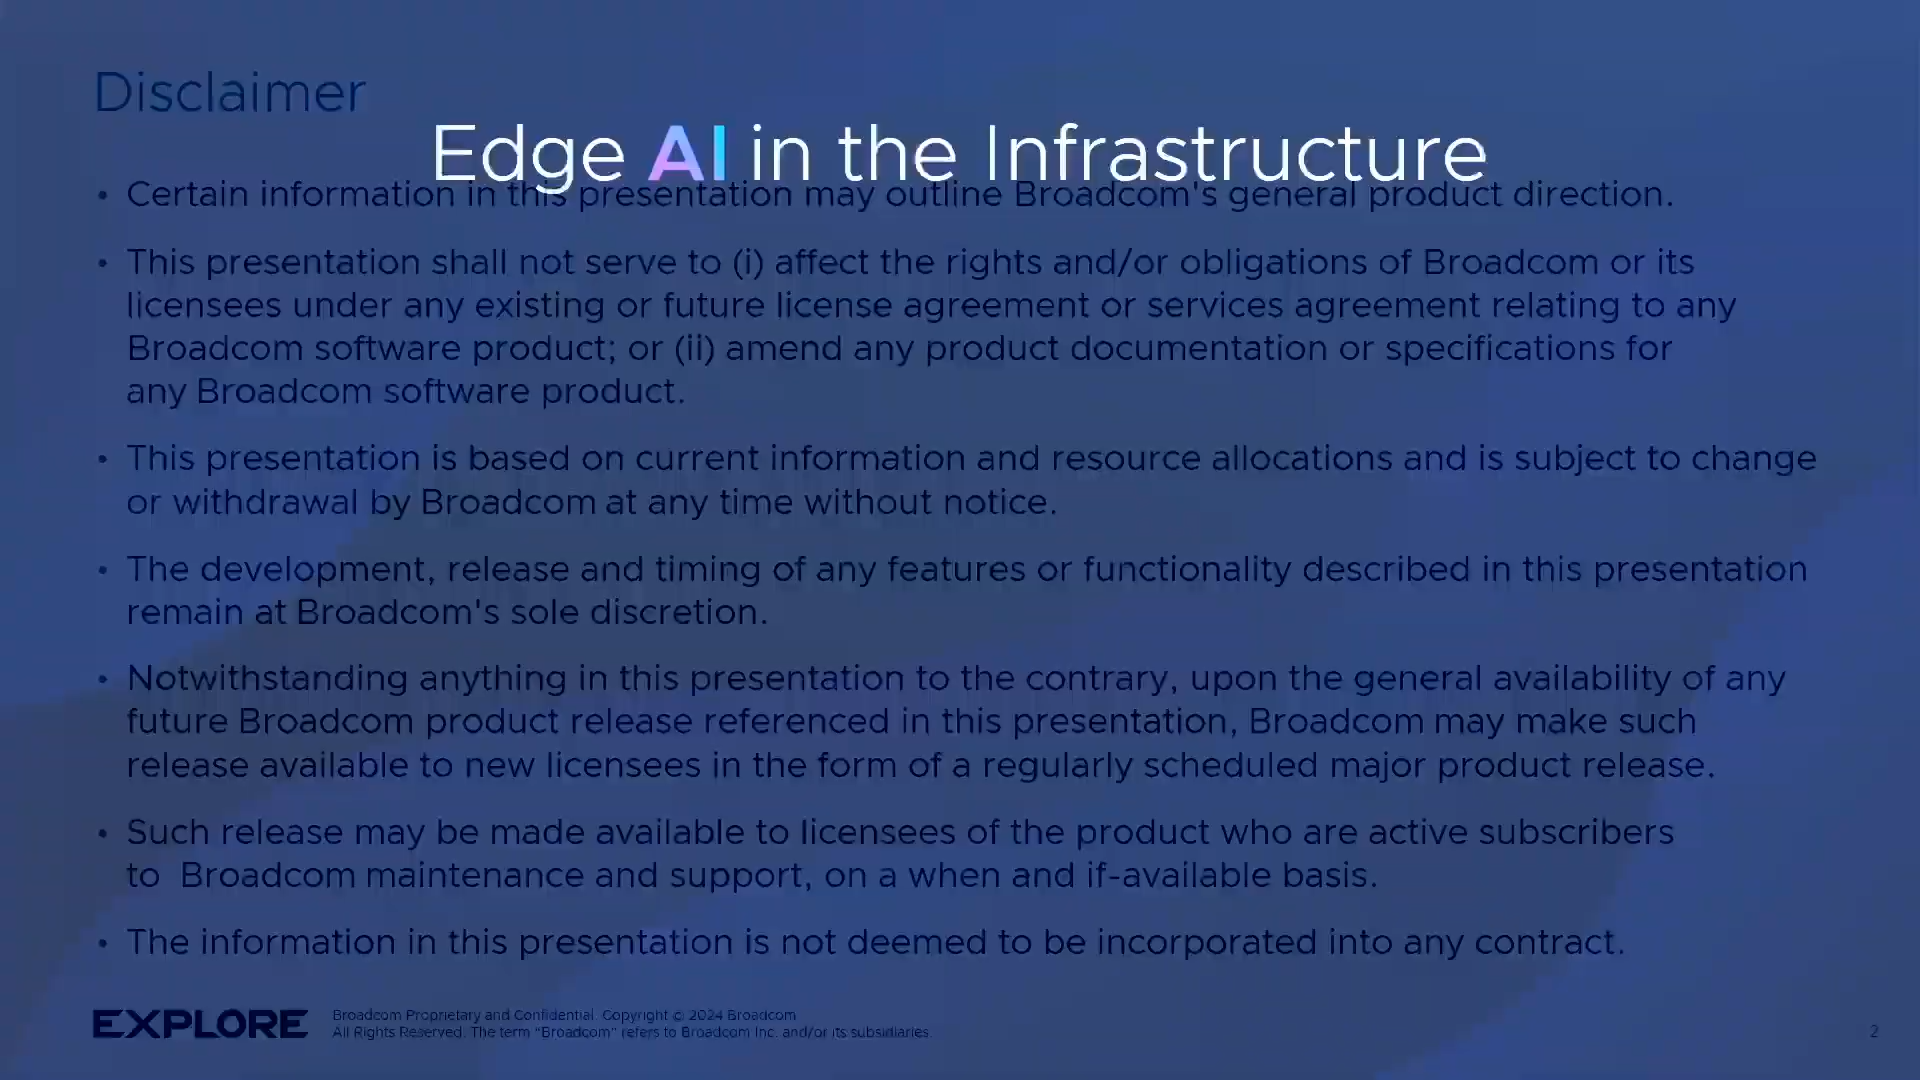 Disclaimer
Edge AI in the Infrastructure
• Certain information in this presentation may outline Broadcom's general product direction.
• This presentation shall not serve to (i) affect the rights and/or obligations of Broadcom or its
licensees under any existing or future license agreement or services agreement relating to any
Broadcom software product; or (ii) amend any product documentation or specifications for
any Broadcom software product.
• This presentation is based on current information and resource allocations and is subject to change
or withdrawal by Broadcom at any time without notice.
• The development, release and timing of any features or functionality described in this presentation
remain at Broadcom's sole discretion.
• Notwithstanding anything in this presentation to the contrary, upon the general availability of any
future Broadcom product release referenced in this presentation, Broadcom may make such
release available to new licensees in the form of a regularly scheduled major product release.
• Such release may be made available to licensees of the product who are active subscribers
to Broadcom maintenance and support, on a when and if-available basis.
• The information in this presentation is not deemed to be incorporated into any contract.
EXPLORE
Broadcom Proprietary and Confidential. Copyright © 2024 Broadcom
All Rights Reserved. The term "Broadcom" refers to Broadcom Inc. and/or its subsidiaries.
2